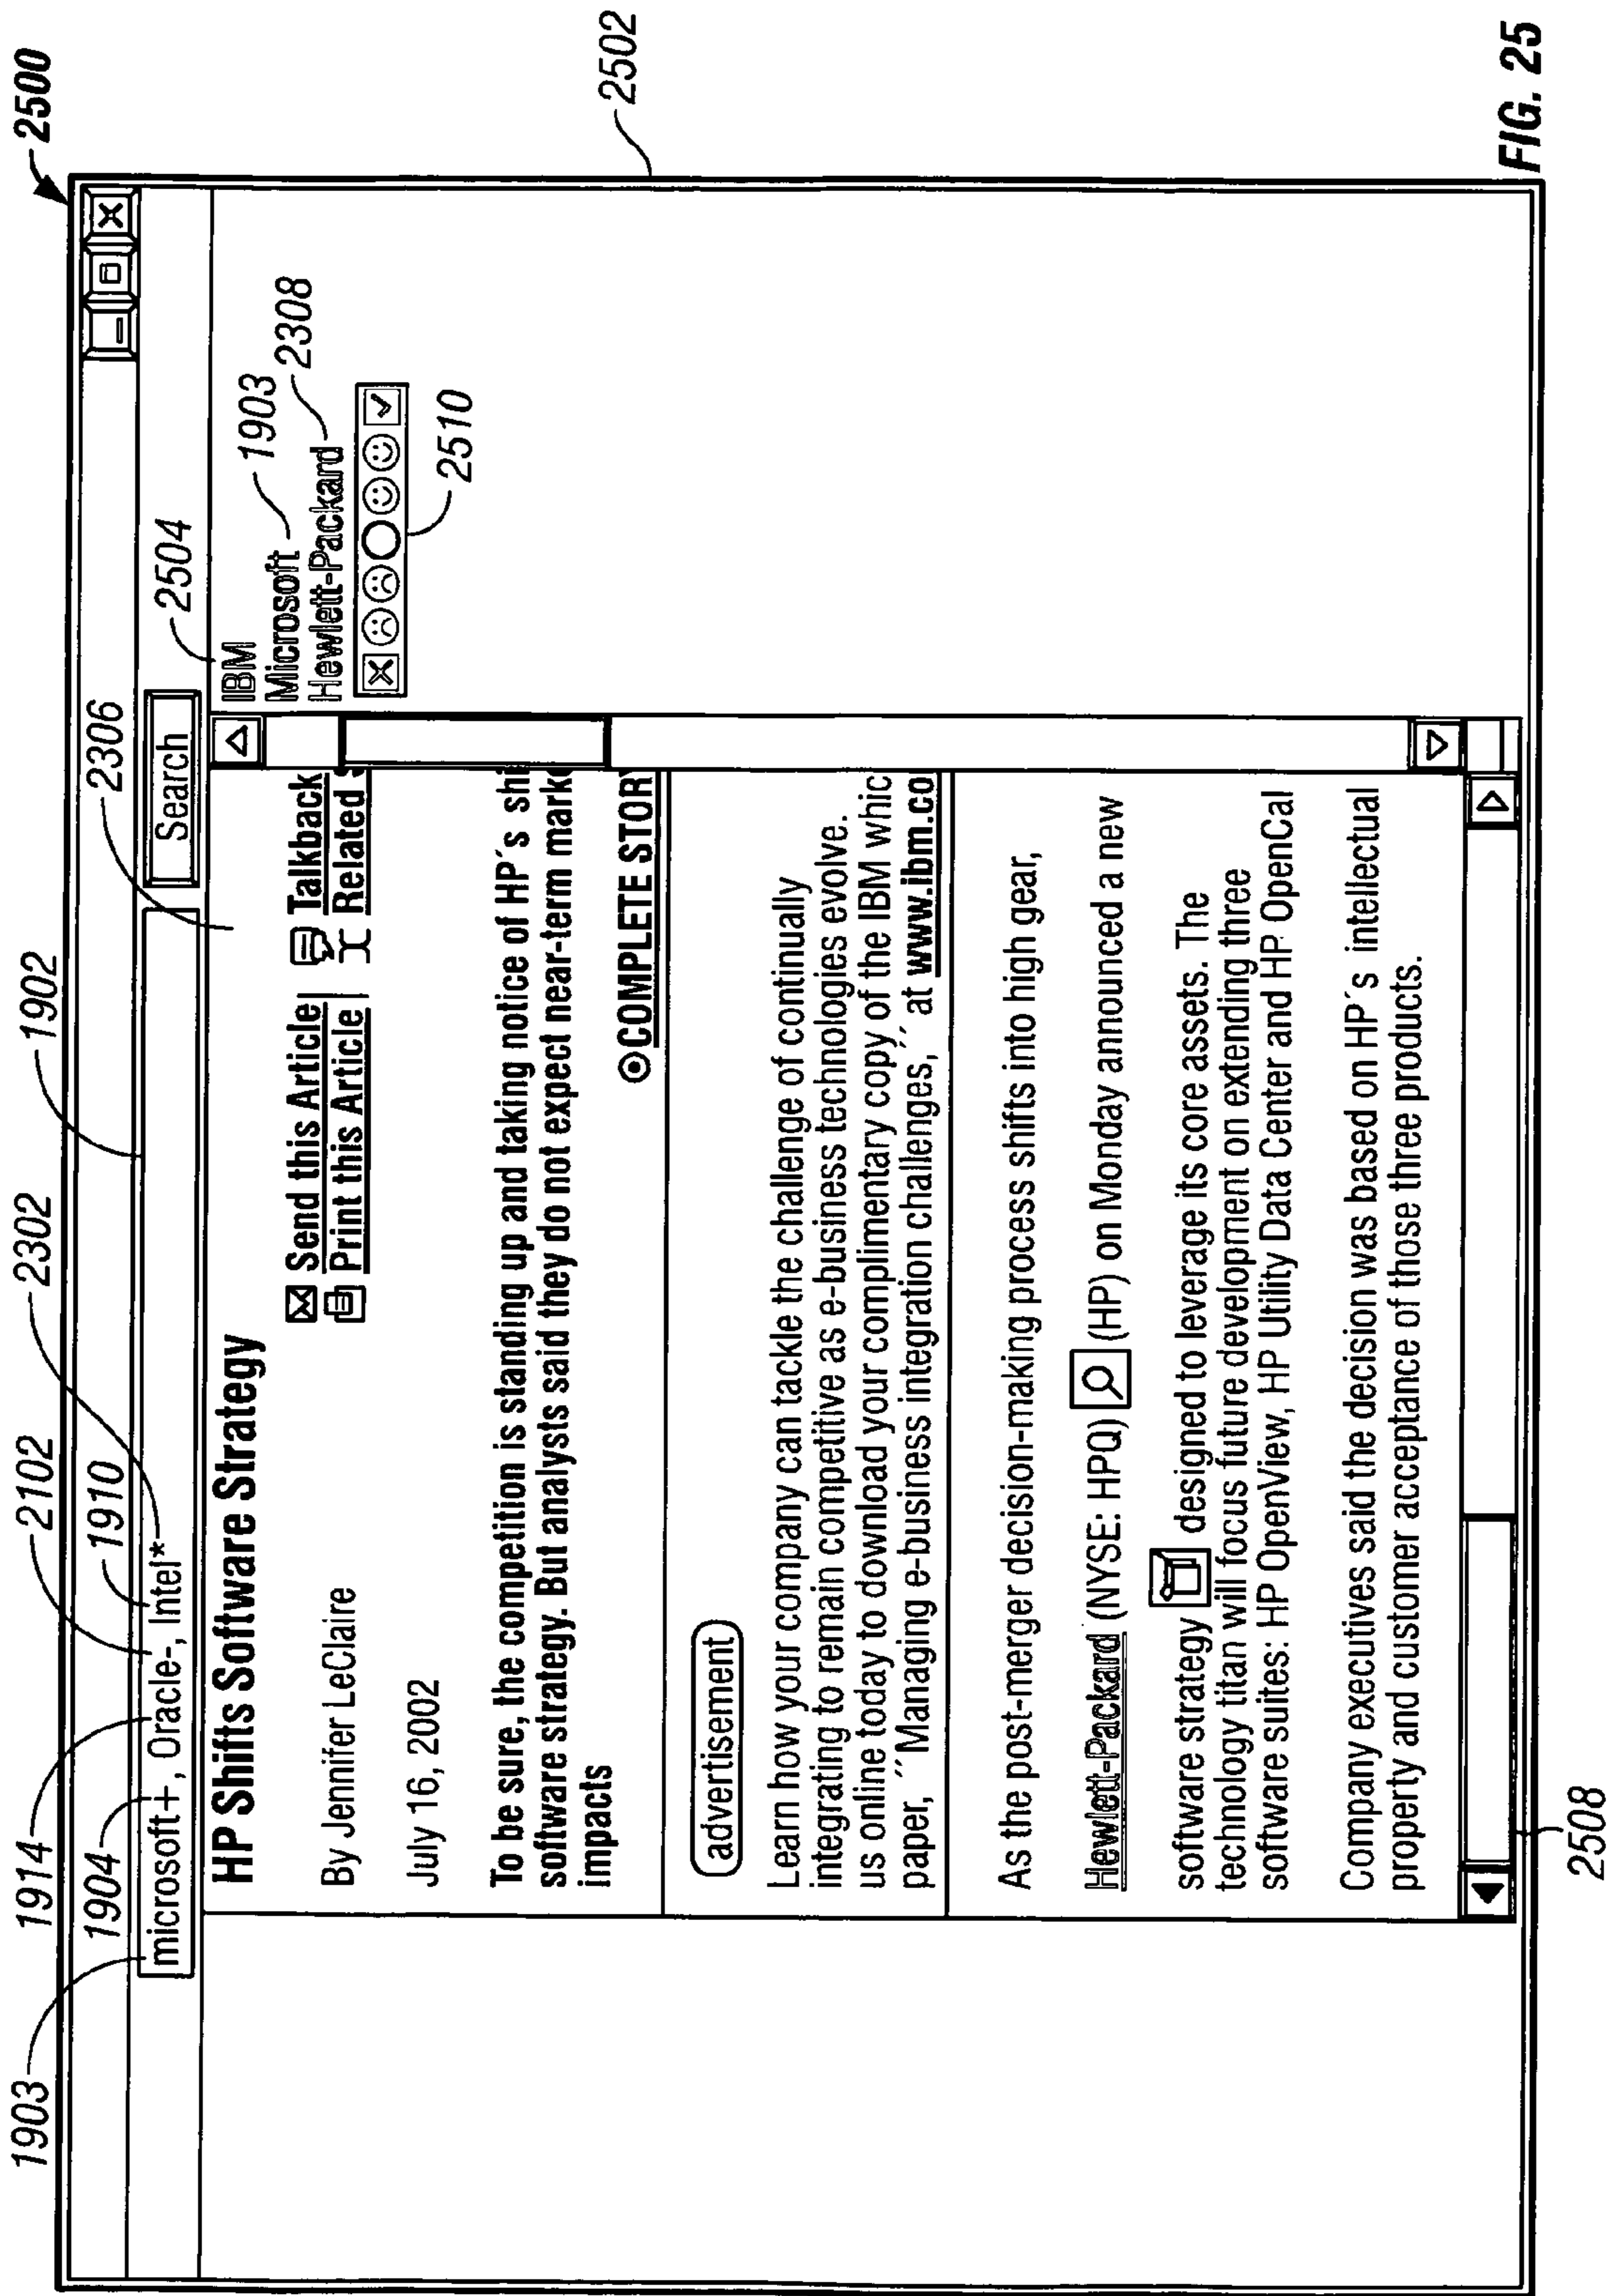 2500
1903
1904
1914
2102
1910
2302
1902
2306
2504
microsoft+, Oracle-, Intel*
Search
HP Shifts Software Strategy
Send this Article | Talkback
Print this Article | Related
By Jennifer LeClaire
July 16, 2002
To be sure, the competition is standing up and taking notice of HP´s shi
software strategy. But analysts said they do not expect near-term mark
impacts
COMPLETE STOR
advertisement
Learn how your company can tackle the challenge of continually
integrating to remain competitive as e-business technologies evolve.
us online today to download your complimentary copy of the IBM whic
paper, ´´Managing e-business integration challenges,´´ at www.ibm.co
As the post-merger decision-making process shifts into high gear,
Hewlett-Packard (NYSE: HPQ) (HP) on Monday announced a new
software strategy designed to leverage its core assets. The
technology titan will focus future development on extending three
software suites: HP OpenView, HP Utility Data Center and HP OpenCal
Company executives said the decision was based on HP´s intellectual
property and customer acceptance of those three products.
IBM
Microsoft 1903
Hewlett-Packard 2308
2510
2502
2508
FIG. 25